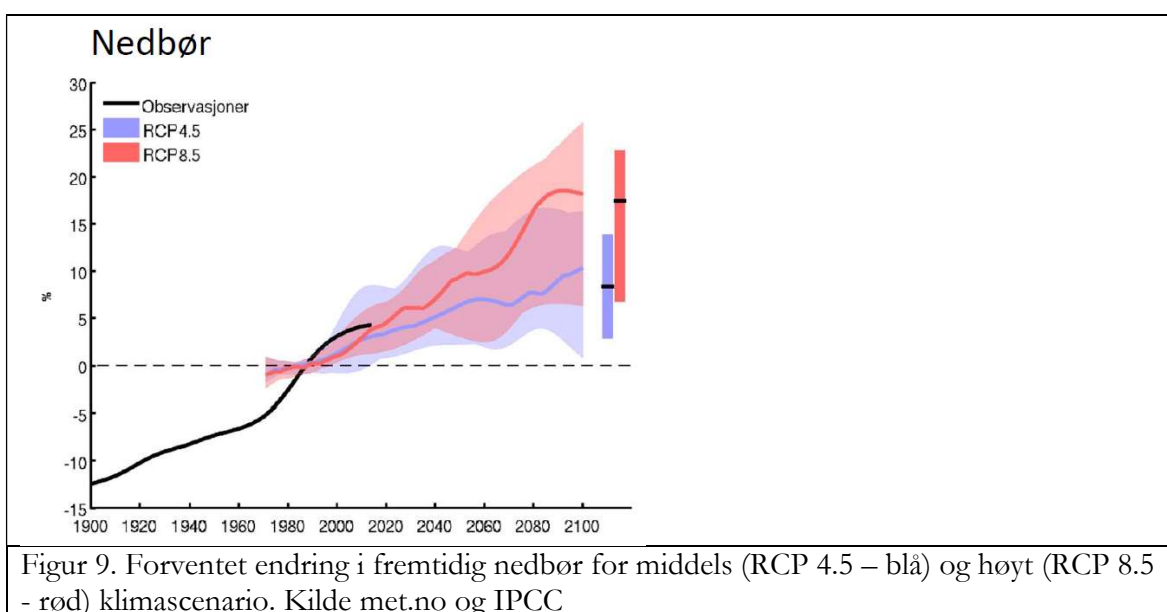 Nedbør
30
25
20
15
10
5
0
-5
-10
-15
%
Observasjoner
RCP4.5
RCP8.5
1900 1920 1940 1960 1980 2000 2020 2040 2060 2080 2100
Figur 9. Forventet endring i fremtidig nedbør for middels (RCP 4.5 – blå) og høyt (RCP 8.5
- rød) klimascenario. Kilde met.no og IPCC